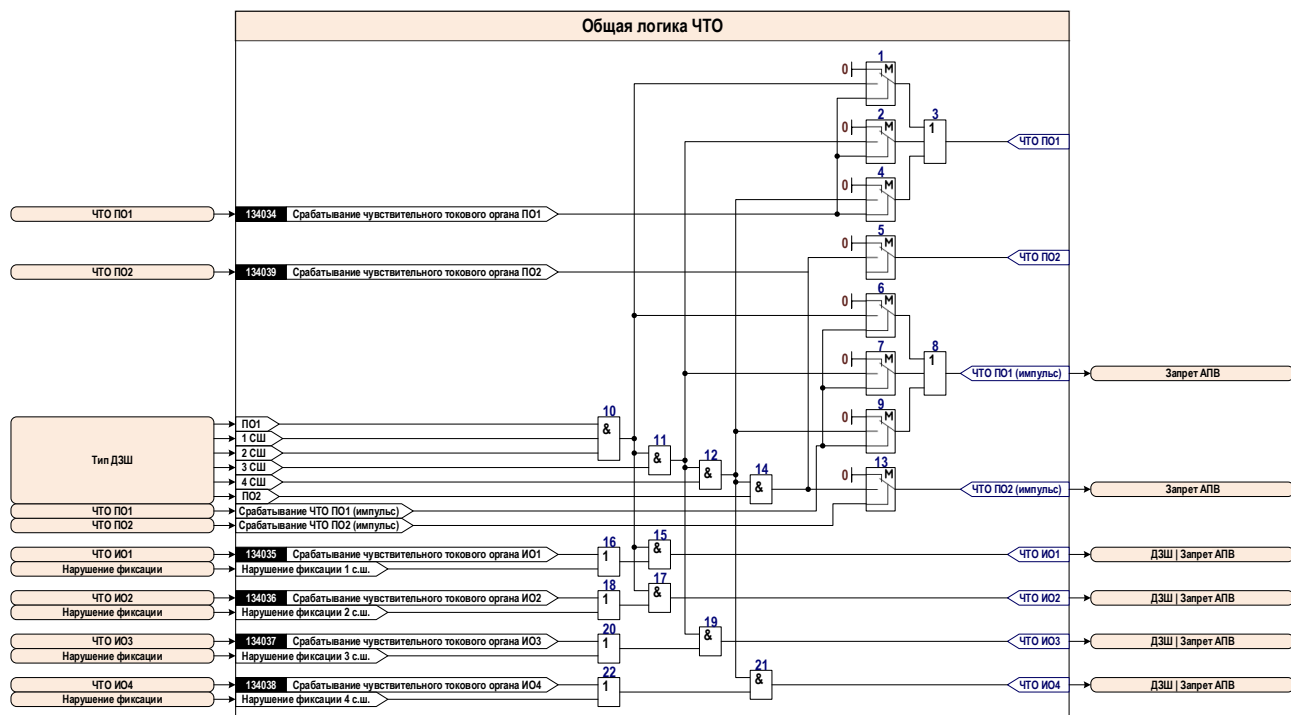 Общая логика ЧТО
1
0 М
2
0 М
3
1
ЧТО ПО1
4
0 М
ЧТО ПО1
134034 Срабатывание чувствительного токового органа ПО1
5
0 М
ЧТО ПО2
ЧТО ПО2
134039 Срабатывание чувствительного токового органа ПО2
6
0 М
7
0 М
8
1
ЧТО ПО1 (импульс)
Запрет АПВ
9
0 М
Тип ДЗШ
ПО1
1 СШ
2 СШ
3 СШ
4 СШ
ПО2
10
&
11
&
12
&
14
&
13
0 М
ЧТО ПО2 (импульс)
Запрет АПВ
ЧТО ПО1
Срабатывание ЧТО ПО1 (импульс)
ЧТО ПО2
Срабатывание ЧТО ПО2 (импульс)
ЧТО ИО1
134035 Срабатывание чувствительного токового органа ИО1
16
1
15
&
ЧТО ИО1
ДЗШ | Запрет АПВ
Нарушение фиксации
Нарушение фиксации 1 с.ш.
ЧТО ИО2
134036 Срабатывание чувствительного токового органа ИО2
18
1
17
&
ЧТО ИО2
ДЗШ | Запрет АПВ
Нарушение фиксации
Нарушение фиксации 2 с.ш.
ЧТО ИО3
134037 Срабатывание чувствительного токового органа ИО3
20
1
19
&
ЧТО ИО3
ДЗШ | Запрет АПВ
Нарушение фиксации
Нарушение фиксации 3 с.ш.
ЧТО ИО4
134038 Срабатывание чувствительного токового органа ИО4
22
1
21
&
ЧТО ИО4
ДЗШ | Запрет АПВ
Нарушение фиксации
Нарушение фиксации 4 с.ш.